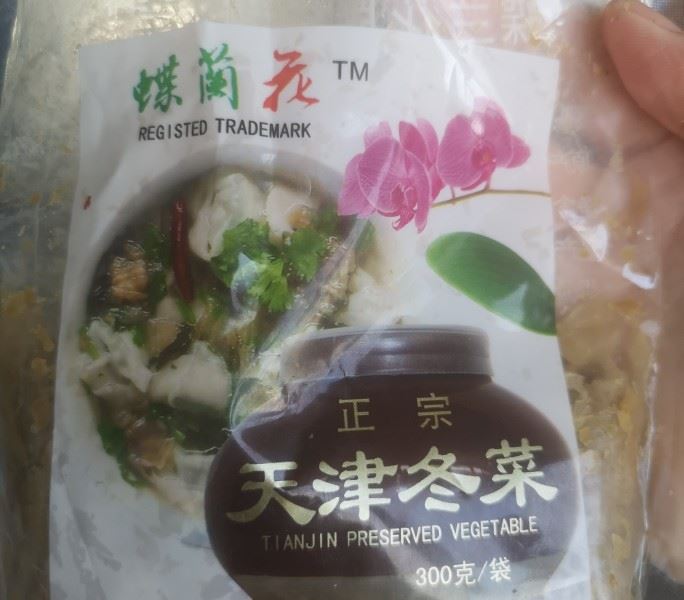 蝶蘭花 TM
REGISTED TRADEMARK
正宗
天津冬菜
TIANJIN PRESERVED VEGETABLE
300克/袋